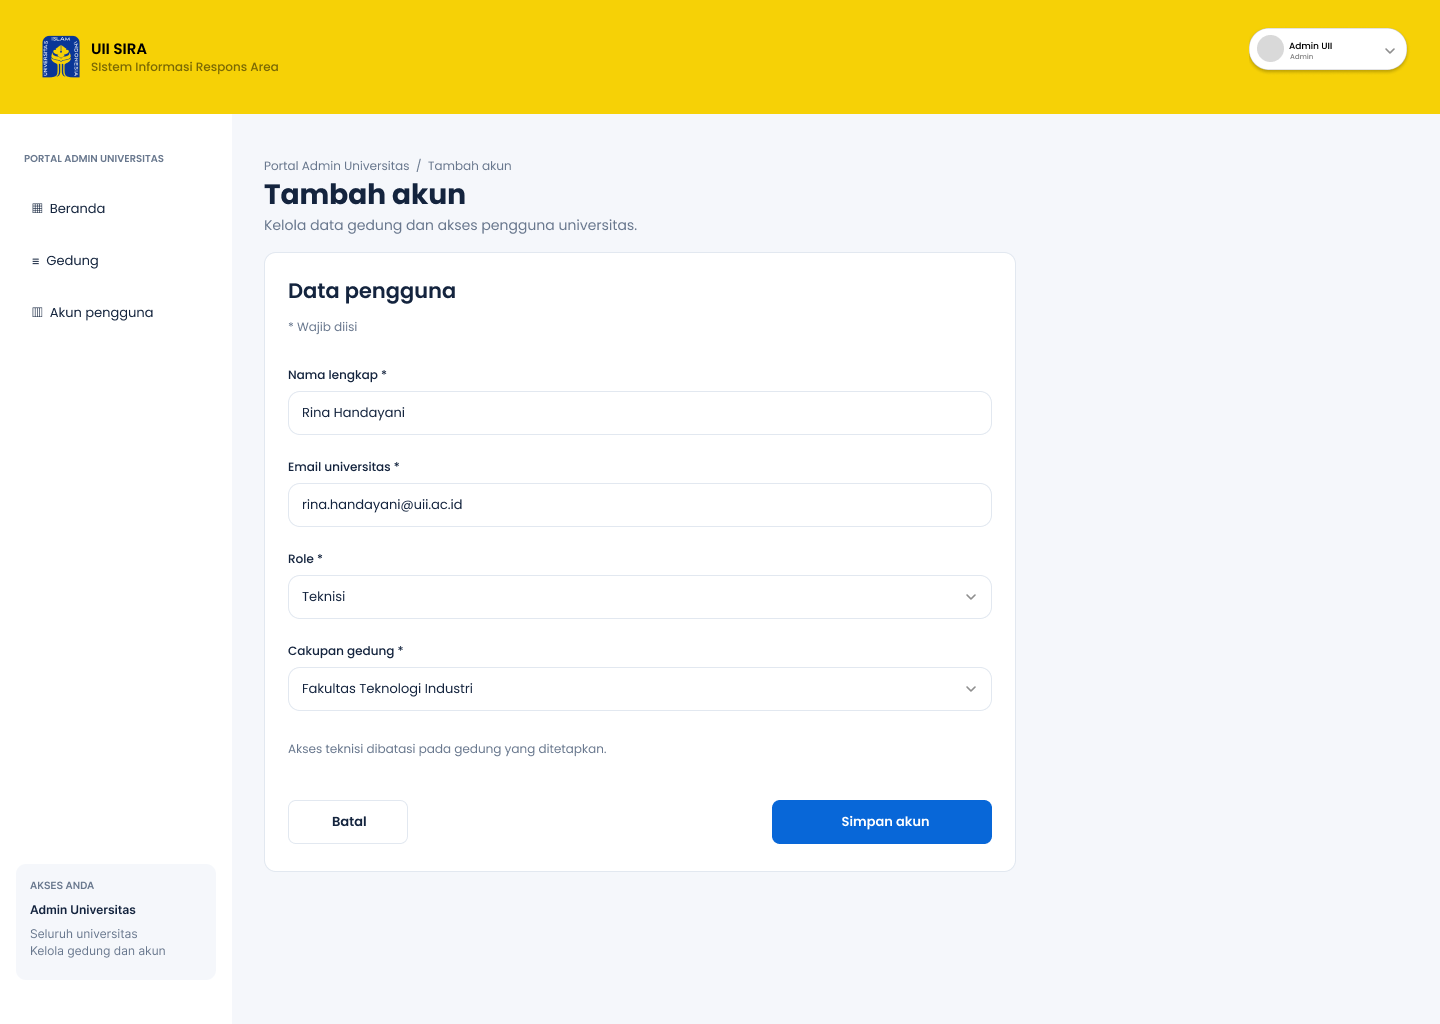 UNIVERSITAS
ISLAM
INDONESIA
UII SIRA
SIstem Informasi Respons Area
Admin UII
Admin
PORTAL ADMIN UNIVERSITAS
▦ Beranda
≡ Gedung
▥ Akun pengguna
AKSES ANDA
Admin Universitas
Seluruh universitas
Kelola gedung dan akun
Portal Admin Universitas / Tambah akun
Tambah akun
Kelola data gedung dan akses pengguna universitas.
Data pengguna
* Wajib diisi
Nama lengkap *
Rina Handayani
Email universitas *
rina.handayani@uii.ac.id
Role *
Teknisi
Cakupan gedung *
Fakultas Teknologi Industri
Akses teknisi dibatasi pada gedung yang ditetapkan.
Batal
Simpan akun